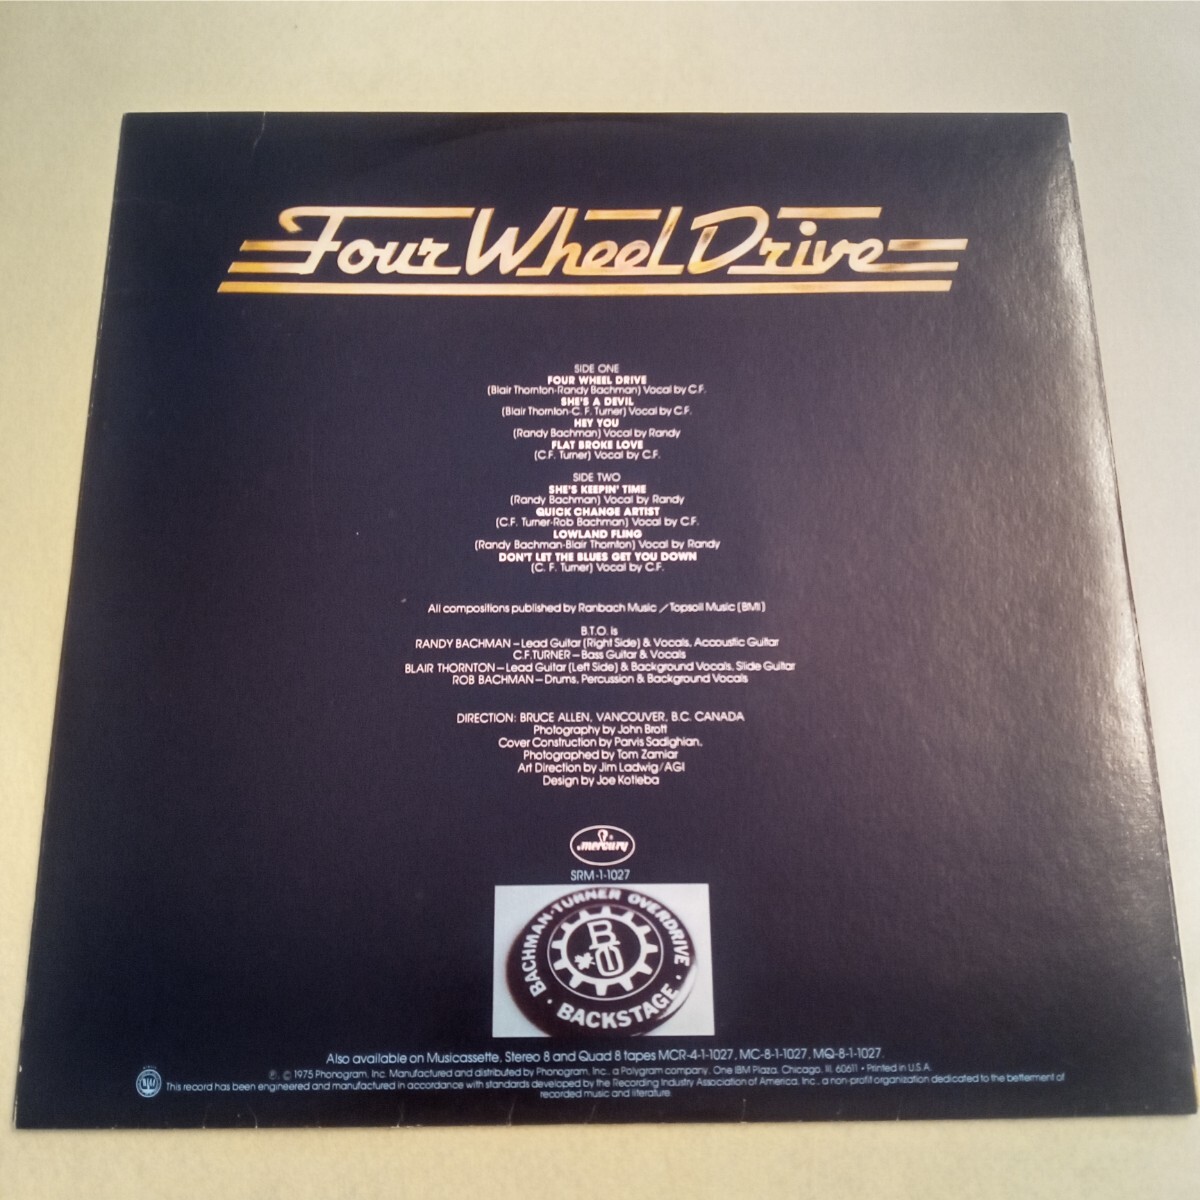 Four Wheel Drive
SIDE ONE
FOUR WHEEL DRIVE
(Blair Thornton-Randy Bachman) Vocal by C.F.
SHE'S A DEVIL
(Blair Thornton-C. F. Turner) Vocal by C.F.
HEY YOU
(Randy Bachman) Vocal by Randy
FLAT BROKE LOVE
(C.F. Turner) Vocal by C.F.
SIDE TWO
SHE'S KEEPIN' TIME
(Randy Bachman) Vocal by Randy
QUICK CHANGE ARTIST
(C.F. Turner-Rob Bachman) Vocal by C.F.
LOWLAND FLING
(Randy Bachman-Blair Thornton) Vocal by Randy
DON'T LET THE BLUES GET YOU DOWN
(C. F. Turner) Vocal by C.F.
All compositions published by Ranbach Music / Topsoil Music (BMI)
B.T.O. is
RANDY BACHMAN—Lead Guitar (Right Side) & Vocals, Accoustic Guitar
C.F.TURNER—Bass Guitar & Vocals
BLAIR THORNTON—Lead Guitar (Left Side) & Background Vocals, Slide Guitar
ROB BACHMAN—Drums, Percussion & Background Vocals
DIRECTION: BRUCE ALLEN, VANCOUVER, B.C. CANADA
Photography by John Brott
Cover Construction by Parvis Sadighian,
Photographed by Tom Zamiar
Art Direction by Jim Ladwig/AGI
Design by Joe Kotleba
mercury
SRM-1-1027
BACHMAN-TURNER OVERDRIVE
B
TO
• BACKSTAGE •
Also available on Musicassette, Stereo 8 and Quad 8 tapes MCR-4-1-1027, MC-8-1-1027, MQ-8-1-1027.
℗, © 1975 Phonogram, Inc. Manufactured and distributed by Phonogram, Inc., a Polygram company, One IBM Plaza, Chicago, Ill. 60611 • Printed in U.S.A.
This record has been engineered and manufactured in accordance with standards developed by the Recording Industry Association of America, Inc., a non-profit organization dedicated to the betterment of
recorded music and literature.